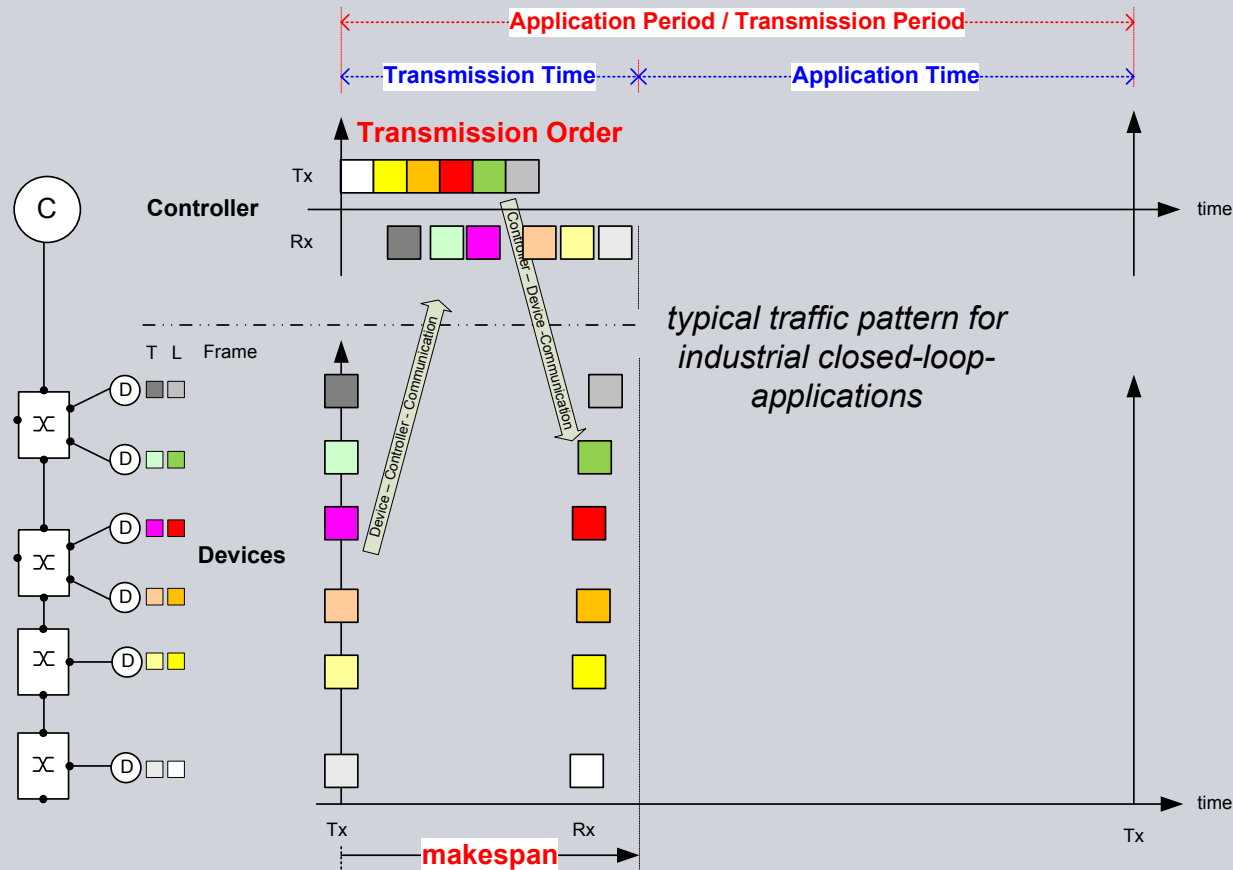 Application Period / Transmission Period
Transmission Time
Application Time
Transmission Order
Tx
C
Controller
time
Rx
Controller – Device -Communication
Device – Controller - Communication
typical traffic pattern for
industrial closed-loop-
applications
T L Frame
D
D
D
Devices
D
D
D
time
Tx
Rx
Tx
makespan